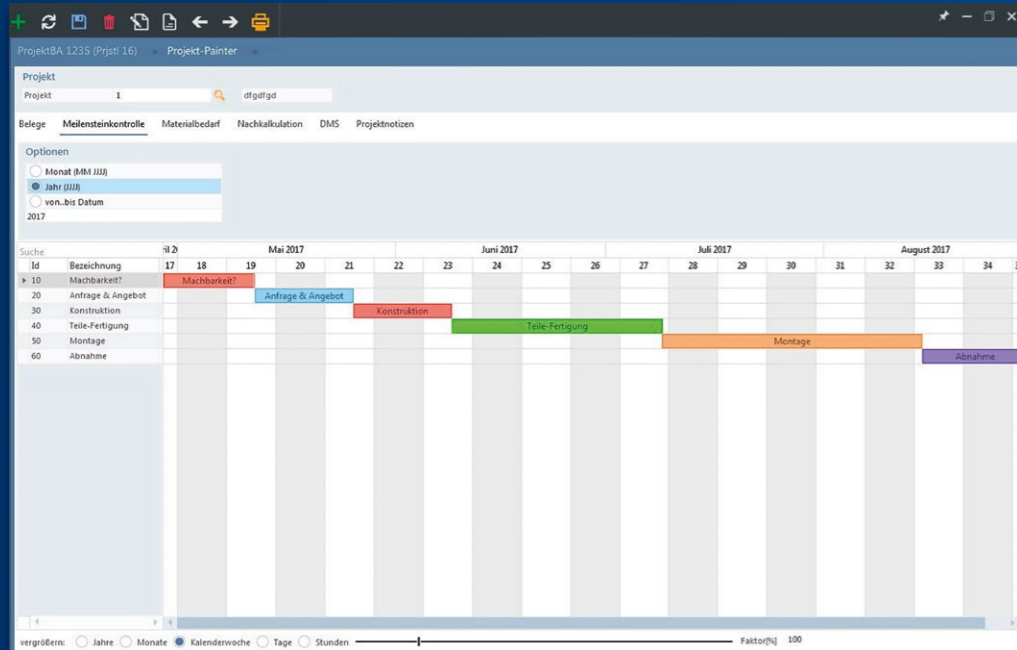 ProjektBA 1235 (Prjstl 16) Projekt-Painter
Projekt
Projekt 1 dfgdfgd
Belege Meilensteinkontrolle Materialbedarf Nachkalkulation DMS Projektnotizen
Optionen
Monat (MM JJJJ)
Jahr (JJJJ)
von..bis Datum
2017
Suche ril 20 Mai 2017 Juni 2017 Juli 2017 August 2017
Id Bezeichnung 17 18 19 20 21 22 23 24 25 26 27 28 29 30 31 32 33 34
10 Machbarkeit? Machbarkeit?
20 Anfrage & Angebot Anfrage & Angebot
30 Konstruktion Konstruktion
40 Teile-Fertigung Teile-Fertigung
50 Montage Montage
60 Abnahme Abnahme
vergrößern: Jahre Monate Kalenderwoche Tage Stunden Faktor[%] 100